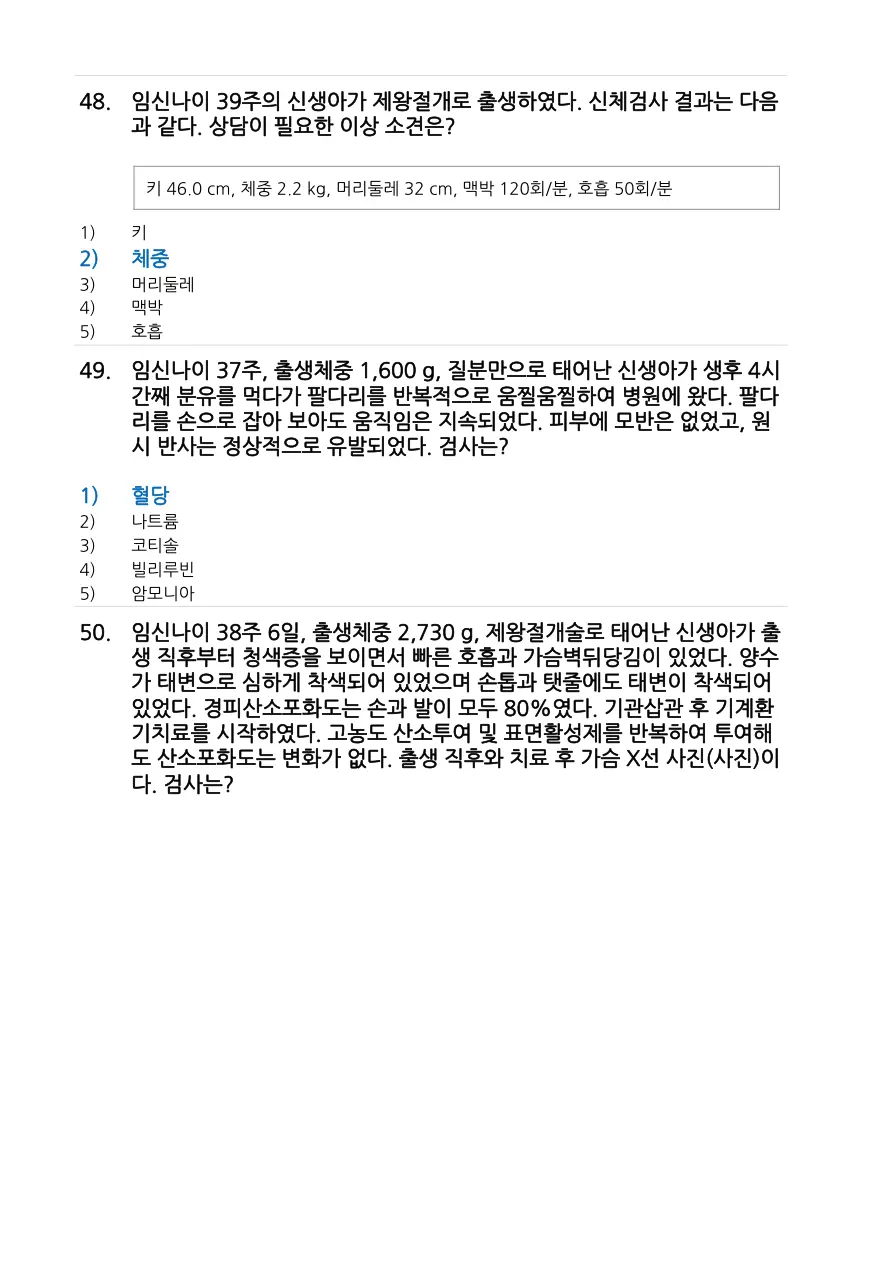 48. 임신나이 39주의 신생아가 제왕절개로 출생하였다. 신체검사 결과는 다음
과 같다. 상담이 필요한 이상 소견은?
키 46.0 cm, 체중 2.2 kg, 머리둘레 32 cm, 맥박 120회/분, 호흡 50회/분
1) 키
2) 체중
3) 머리둘레
4) 맥박
5) 호흡
49. 임신나이 37주, 출생체중 1,600 g, 질분만으로 태어난 신생아가 생후 4시
간째 분유를 먹다가 팔다리를 반복적으로 움찔움찔하여 병원에 왔다. 팔다
리를 손으로 잡아 보아도 움직임은 지속되었다. 피부에 모반은 없었고, 원
시 반사는 정상적으로 유발되었다. 검사는?
1) 혈당
2) 나트륨
3) 코티솔
4) 빌리루빈
5) 암모니아
50. 임신나이 38주 6일, 출생체중 2,730 g, 제왕절개술로 태어난 신생아가 출
생 직후부터 청색증을 보이면서 빠른 호흡과 가슴벽뒤당김이 있었다. 양수
가 태변으로 심하게 착색되어 있었으며 손톱과 탯줄에도 태변이 착색되어
있었다. 경피산소포화도는 손과 발이 모두 80%였다. 기관삽관 후 기계환
기치료를 시작하였다. 고농도 산소투여 및 표면활성제를 반복하여 투여해
도 산소포화도는 변화가 없다. 출생 직후와 치료 후 가슴 X선 사진(사진)이
다. 검사는?